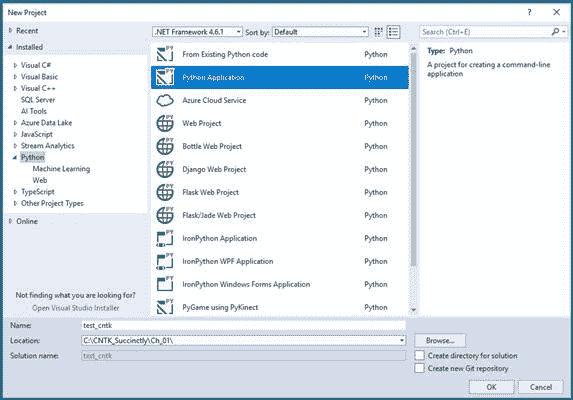 New Project
Recent
.NET Framework 4.6.1 Sort by: Default
Search (Ctrl+E)
Installed
Visual C#
Visual Basic
Visual C++
SQL Server
AI Tools
Azure Data Lake
JavaScript
Stream Analytics
Python
Machine Learning
Web
TypeScript
Other Project Types
Online
Not finding what you are looking for?
Open Visual Studio Installer
From Existing Python code Python
Python Application Python
Azure Cloud Service Python
Web Project Python
Bottle Web Project Python
Django Web Project Python
Flask Web Project Python
Flask/Jade Web Project Python
IronPython Application Python
IronPython WPF Application Python
IronPython Windows Forms Application Python
PyGame using PyKinect Python
Type: Python
A project for creating a command-line
application
Name: test_cntk
Location: C:\CNTK_Succinctly\Ch_01\
Browse...
Solution name: test_cntk
Create directory for solution
Create new Git repository
OK Cancel